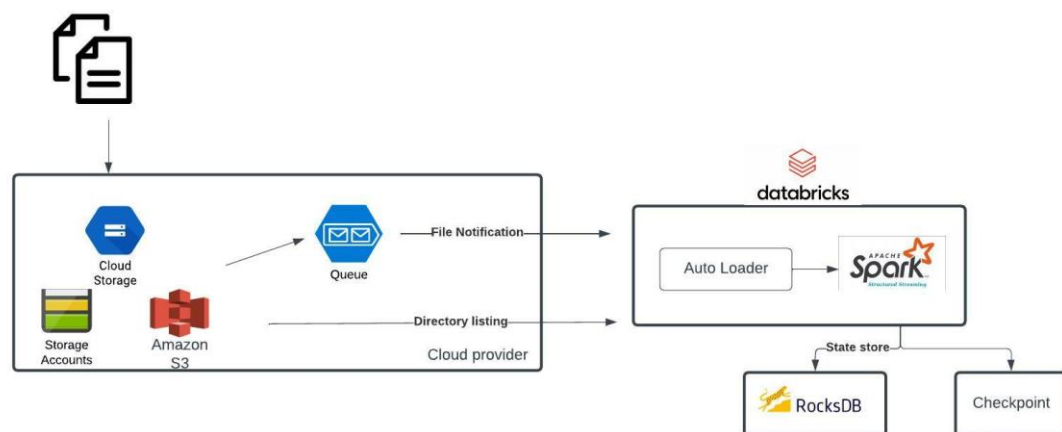 Cloud
Storage
Storage
Accounts
Amazon
S3
Queue
File Notification
Directory listing
Cloud provider
databricks
Auto Loader
APACHE
Spark
Structured Streaming
State store
RocksDB
Checkpoint